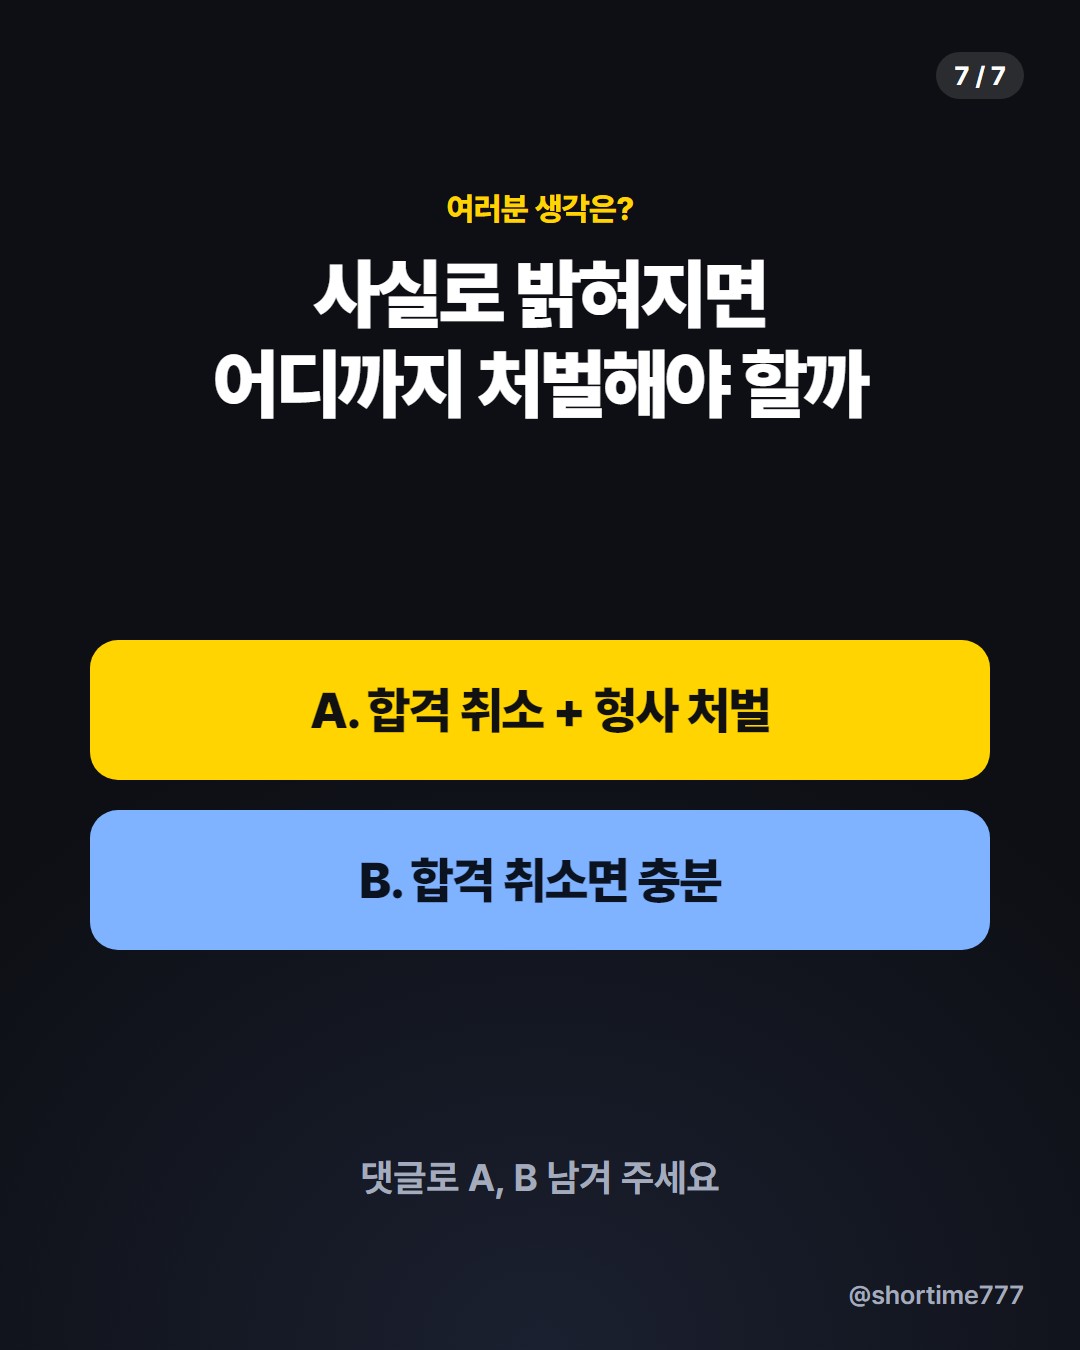 7 / 7
여러분 생각은?
사실로 밝혀지면
어디까지 처벌해야 할까
A. 합격 취소 + 형사 처벌
B. 합격 취소면 충분
댓글로 A, B 남겨 주세요
@shortime777